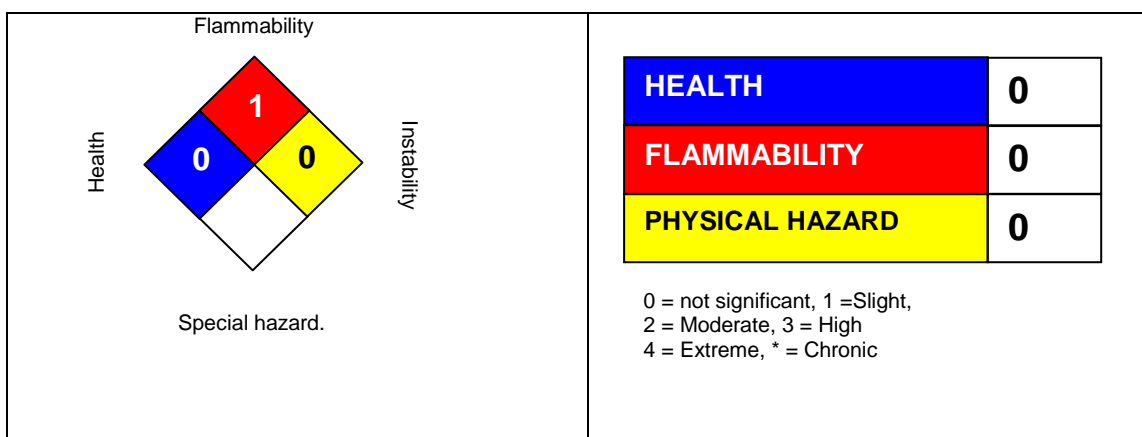 Flammability
1
Health
0
0
Instability
Special hazard.
HEALTH 0
FLAMMABILITY 0
PHYSICAL HAZARD 0
0 = not significant, 1 =Slight,
2 = Moderate, 3 = High
4 = Extreme, * = Chronic